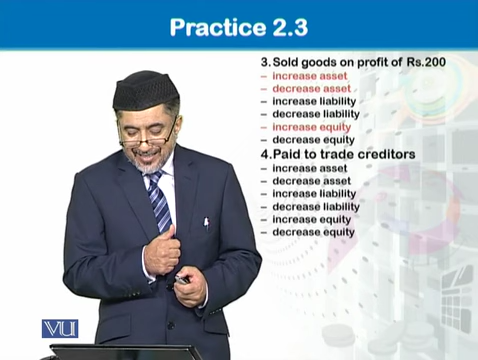 Practice 2.3
3. Sold goods on profit of Rs.200
– increase asset
– decrease asset
– increase liability
– decrease liability
– increase equity
– decrease equity
4. Paid to trade creditors
– increase asset
– decrease asset
– increase liability
– decrease liability
– increase equity
– decrease equity
VU